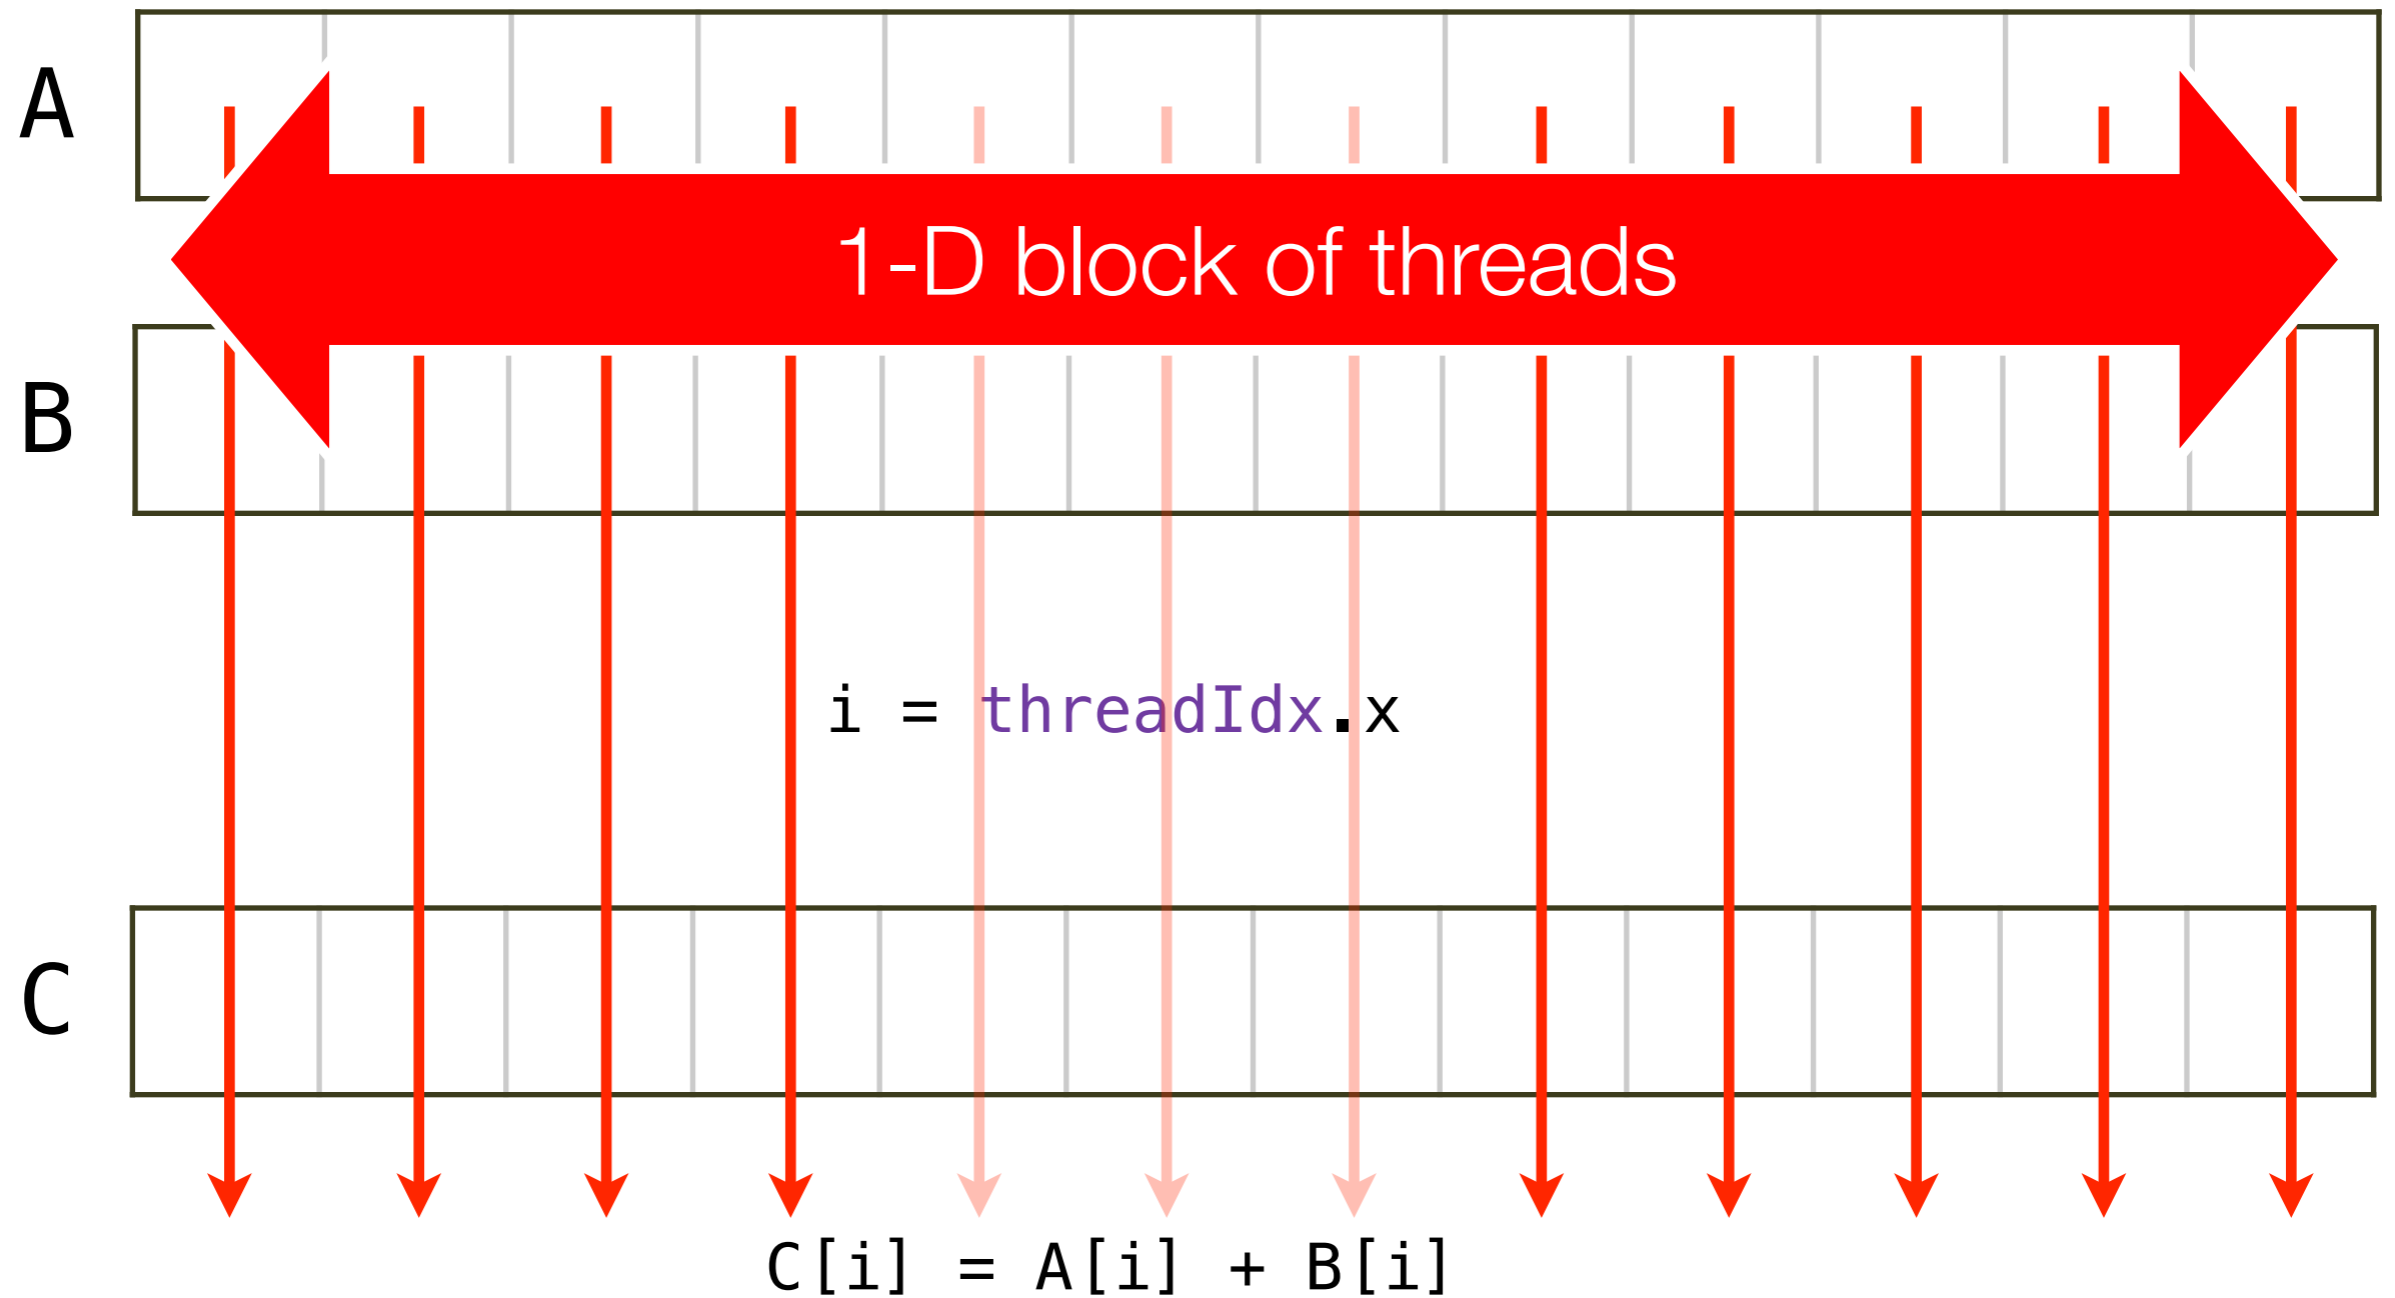 A
1-D block of threads
B
i = threadIdx.x
C
C[i] = A[i] + B[i]